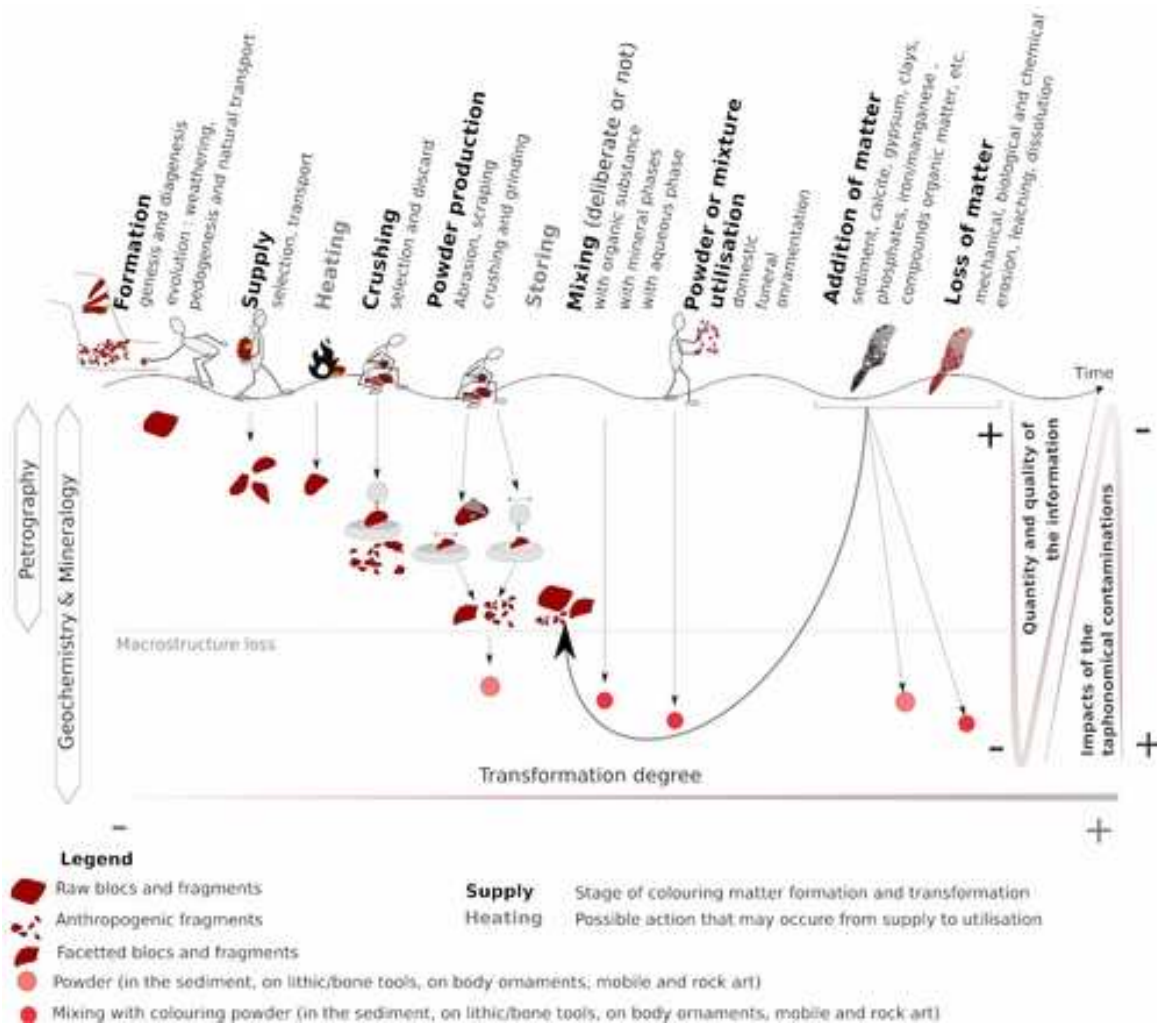 Formation
genesis and diagenesis
evolution : weathering,
pedogenesis and natural transport
Supply
selection, transport
Heating
Crushing
selection and discard
Powder production
Abrasion, scraping
crushing and grinding
Storing
Mixing (deliberate or not)
with organic substance
with mineral phases
with aqueous phase
Powder or mixture
utilisation
domestic
funeral
onramentation
Addition of matter
sediment, calcite, gypsum, clays,
phosphates, iron/manganese -
compounds organic matter, etc.
Loss of matter
mechanical, biological and chemical
erosion, leaching, dissolution
Time
Petrography
Geochemistry & Mineralogy
Macrostructure loss
+
-
Quantity and quality of
the information
Impacts of the
taphonomical contaminations
-
+
Transformation degree
-
+
Legend
Raw blocs and fragments
Anthropogenic fragments
Facetted blocs and fragments
Powder (in the sediment, on lithic/bone tools, on body ornaments, mobile and rock art)
Mixing with colouring powder (in the sediment, on lithic/bone tools, on body ornaments, mobile and rock art)
Supply Stage of colouring matter formation and transformation
Heating Possible action that may occure from supply to utilisation